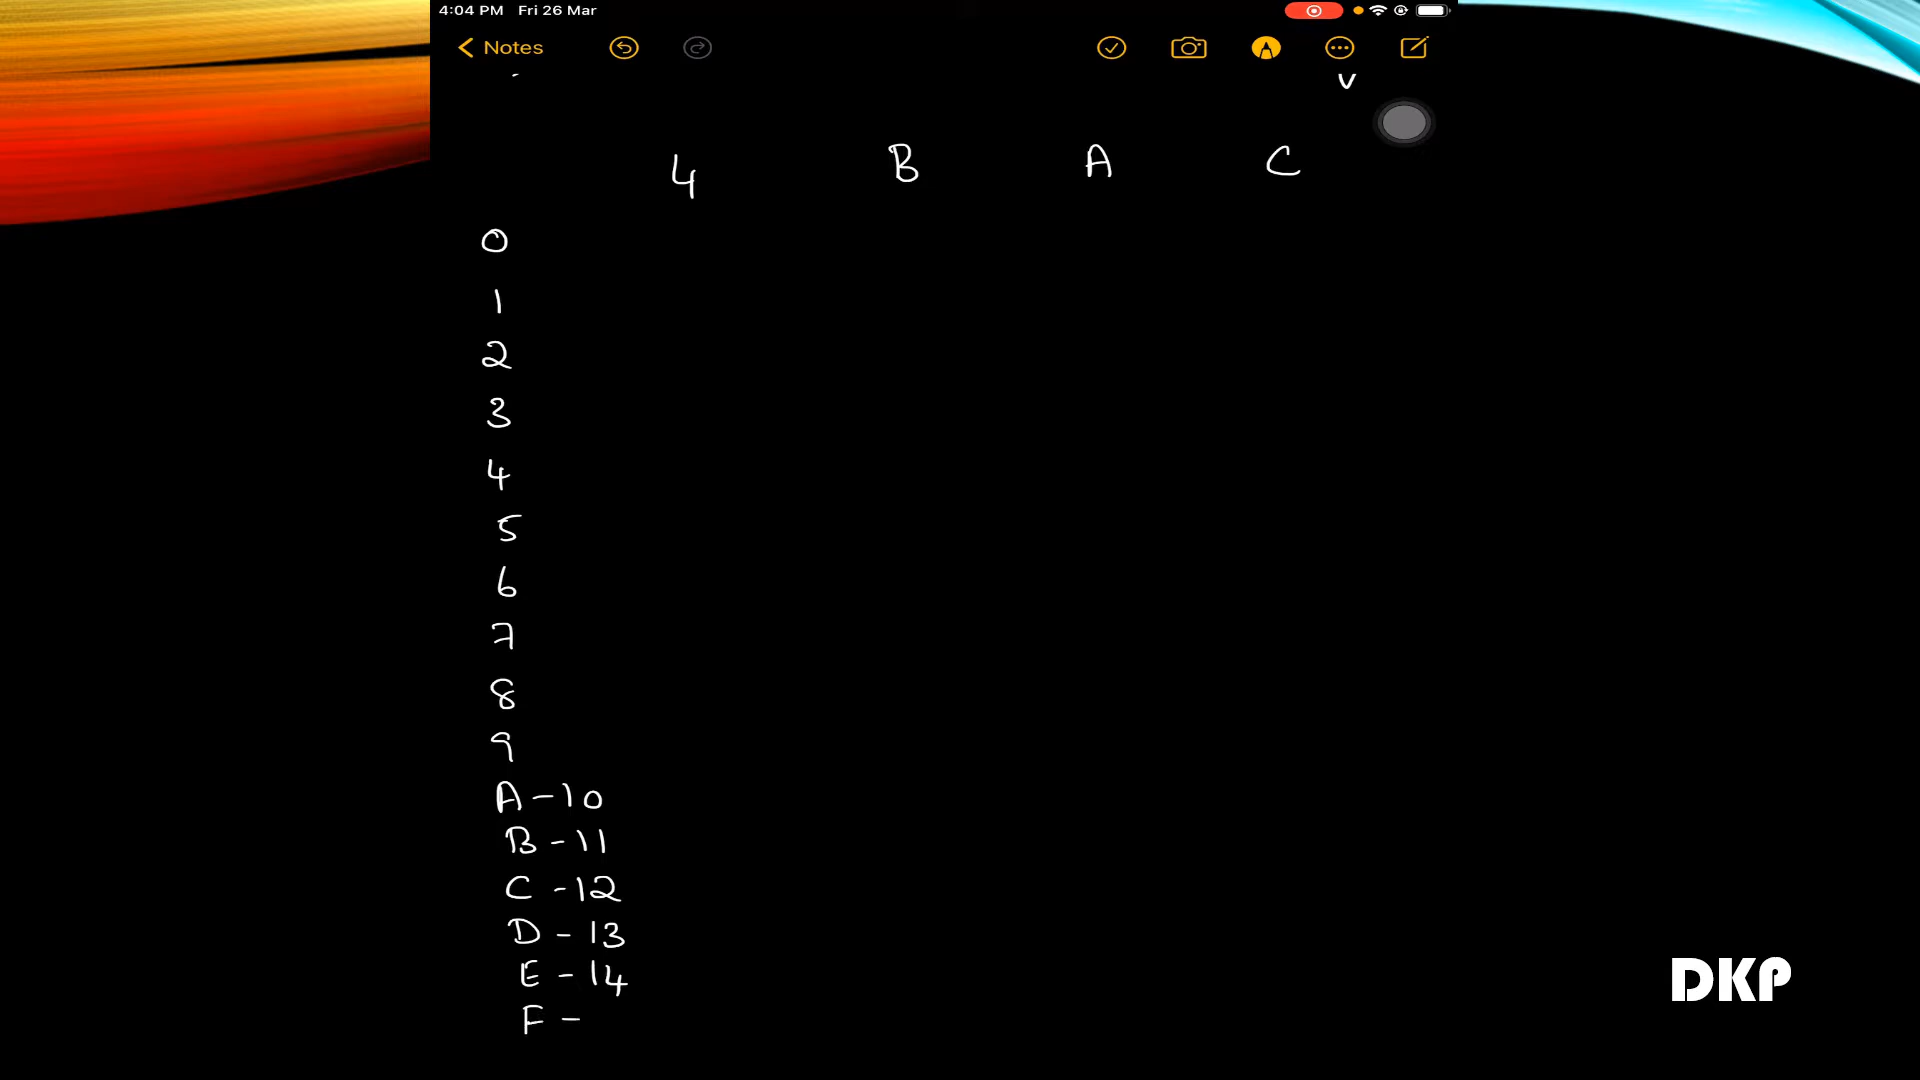 4:04 PM Fri 26 Mar
Notes
4 B A C
0
1
2
3
4
5
6
7
8
9
A - 10
B - 11
C - 12
D - 13
E - 14
F -
DKP